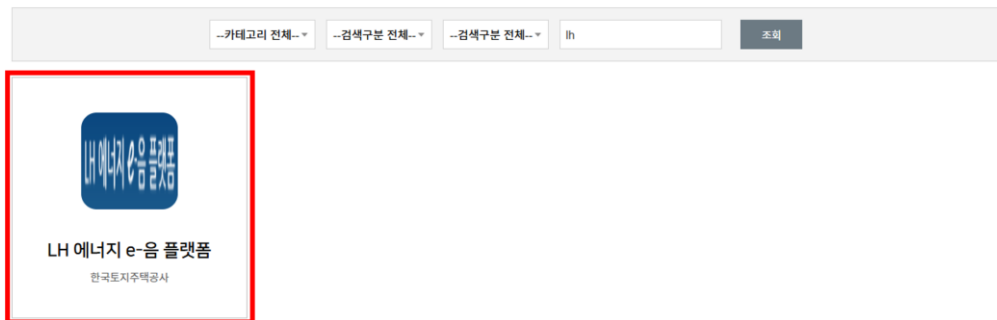 --카테고리 전체-- --검색구분 전체-- --검색구분 전체-- lh 조회
LH 에너지 e-음 플랫폼
LH 에너지 e-음 플랫폼
한국토지주택공사